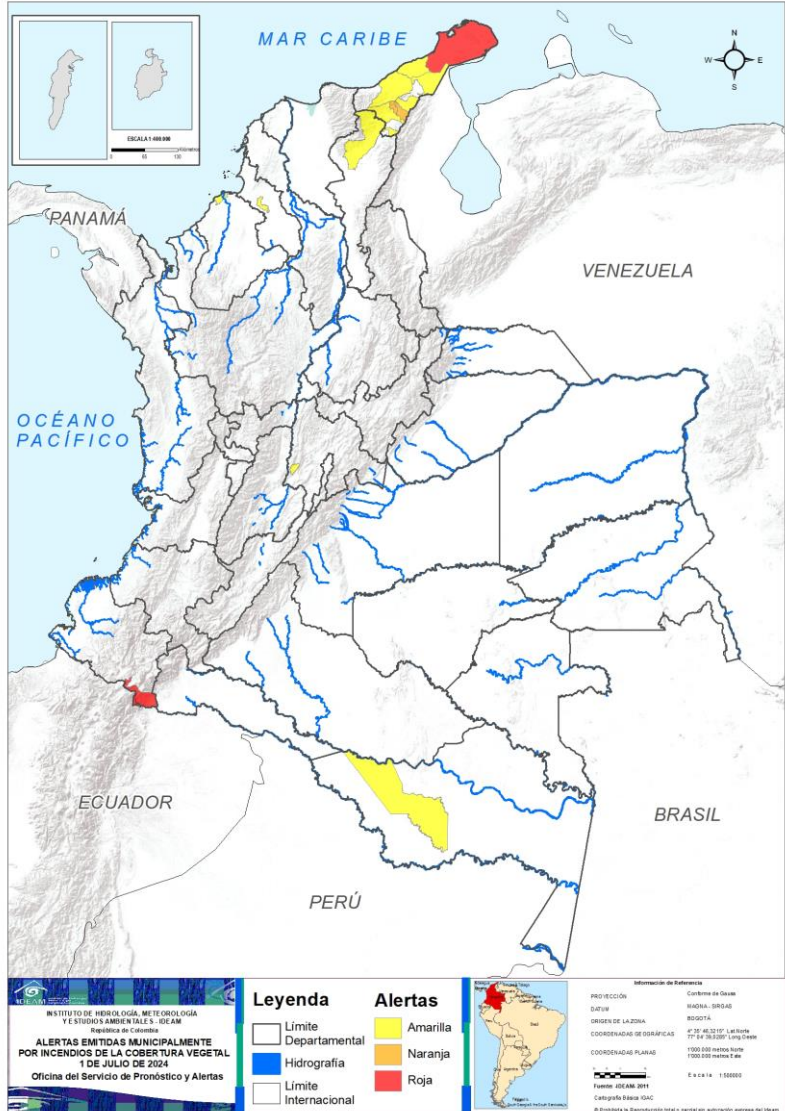 MAR CARIBE
N
W
E
S
ESCALA 1:400.000
PANAMÁ
VENEZUELA
OCÉANO
PACÍFICO
ECUADOR
BRASIL
PERÚ
IDEAM
INSTITUTO DE HIDROLOGÍA, METEOROLOGÍA
Y ESTUDIOS AMBIENTALES - IDEAM
República de Colombia
ALERTAS EMITIDAS MUNICIPALMENTE
POR INCENDIOS DE LA COBERTURA VEGETAL
1 DE JULIO DE 2024
Oficina del Servicio de Pronóstico y Alertas
Leyenda
Límite
Departamental
Hidrografía
Límite
Internacional
Alertas
Amarilla
Naranja
Roja
Información de Referencia
PROYECCIÓN Conforme de Gauss
DATUM MAGNA - SIRGAS
ORIGEN DE LA ZONA BOGOTÁ
COORDENADAS GEOGRÁFICAS
COORDENADAS PLANAS 1'000.000 metros Norte
1'000.000 metros Este
Escala
Fuente: IDEAM- 2011
Cartografía Básica IGAC